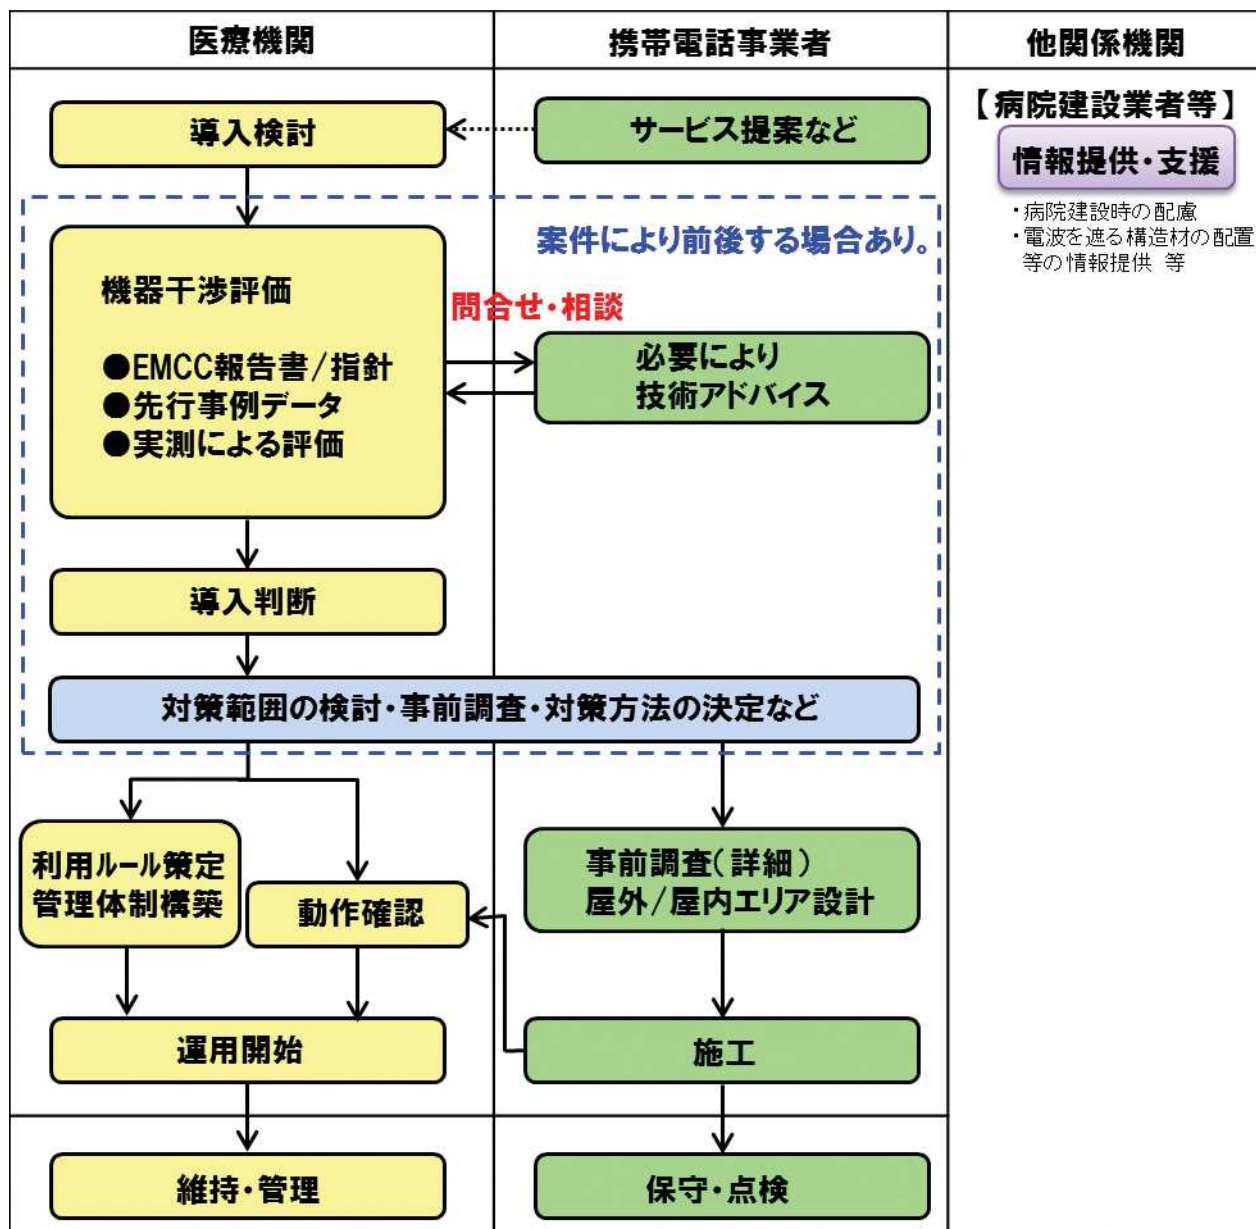 医療機関
携帯電話事業者
他関係機関
導入検討
サービス提案など
【病院建設業者等】
情報提供・支援
・病院建設時の配慮
・電波を遮る構造材の配置
等の情報提供 等
案件により前後する場合あり。
機器干渉評価
●EMCC報告書/指針
●先行事例データ
●実測による評価
問合せ・相談
必要により
技術アドバイス
導入判断
対策範囲の検討・事前調査・対策方法の決定など
利用ルール策定
管理体制構築
動作確認
事前調査(詳細)
屋外/屋内エリア設計
運用開始
施工
維持・管理
保守・点検